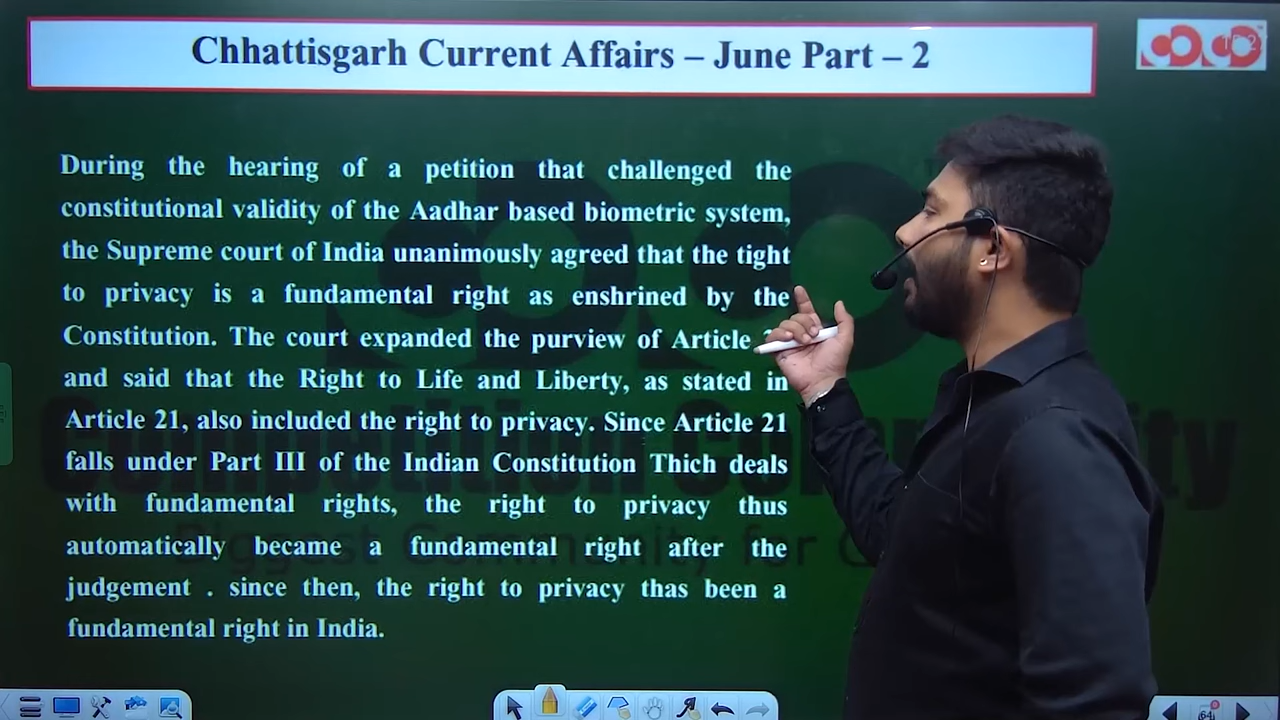 Chhattisgarh Current Affairs – June Part – 2
During the hearing of a petition that challenged the
constitutional validity of the Aadhar based biometric system,
the Supreme court of India unanimously agreed that the tight
to privacy is a fundamental right as enshrined by the
Constitution. The court expanded the purview of Article
and said that the Right to Life and Liberty, as stated in
Article 21, also included the right to privacy. Since Article 21
falls under Part III of the Indian Constitution Thich deals
with fundamental rights, the right to privacy thus
automatically became a fundamental right after the
judgement . since then, the right to privacy thas been a
fundamental right in India.
64